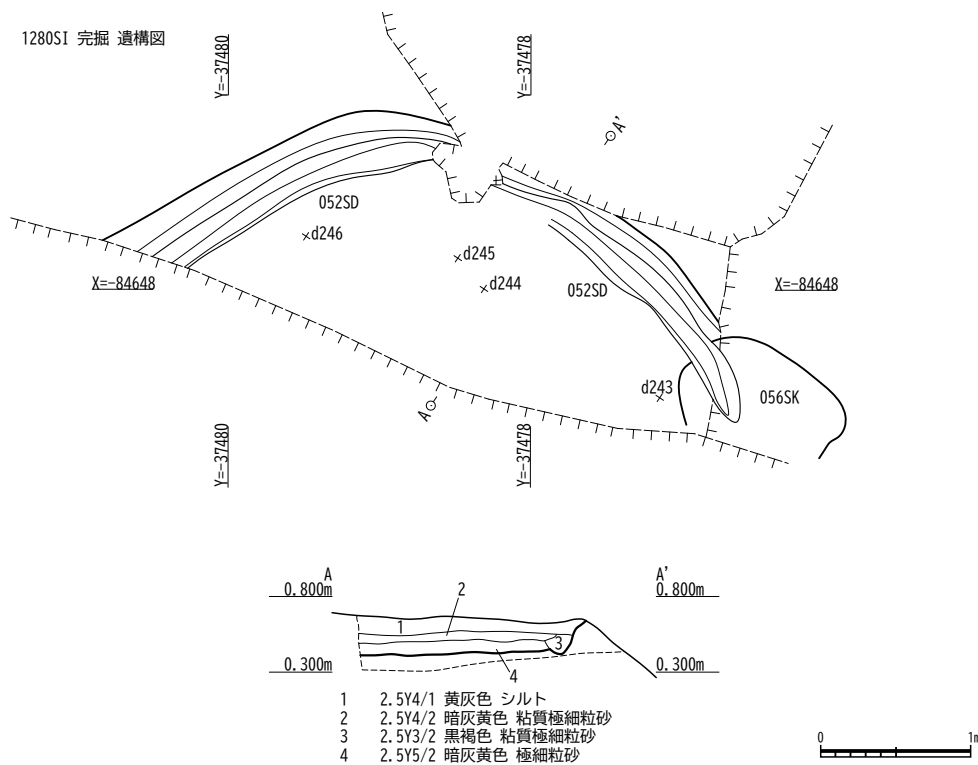 1280SI 完掘 遺構図
Y=-37480
Y=-37478
A'
052SD
d246
d245
d244
X=-84648
052SD
X=-84648
d243
056SK
A
Y=-37480
Y=-37478
A
0.800m
A'
0.800m
2
1
3
0.300m
4
0.300m
1 2.5Y4/1 黄灰色 シルト
2 2.5Y4/2 暗灰黄色 粘質極細粒砂
3 2.5Y3/2 黒褐色 粘質極細粒砂
4 2.5Y5/2 暗灰黄色 極細粒砂
0 1m